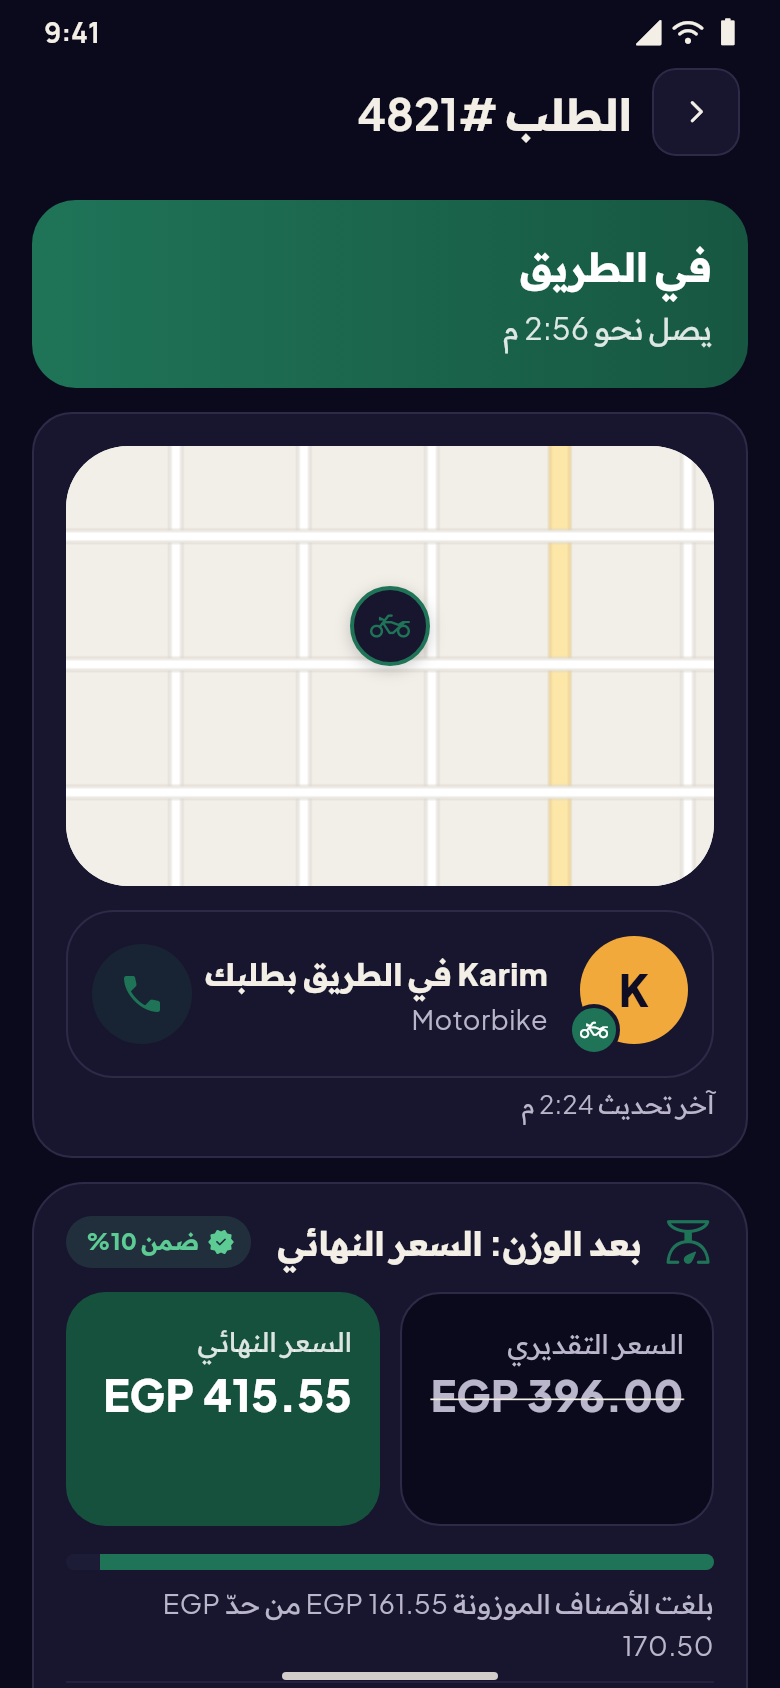 9:41
الطلب #4821
في الطريق
يصل نحو 2:56 م
K
Karim في الطريق بطلبك
Motorbike
آخر تحديث 2:24 م
بعد الوزن: السعر النهائي
ضمن 10%
السعر التقديري
EGP 396.00
السعر النهائي
EGP 415.55
بلغت الأصناف الموزونة EGP 161.55 من حدّ EGP
170.50